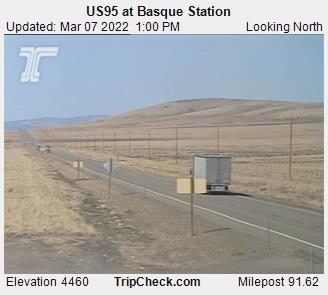 US95 at Basque Station
Updated: Mar 07 2022 1:00 PM Looking North
Elevation 4460 TripCheck.com Milepost 91.62